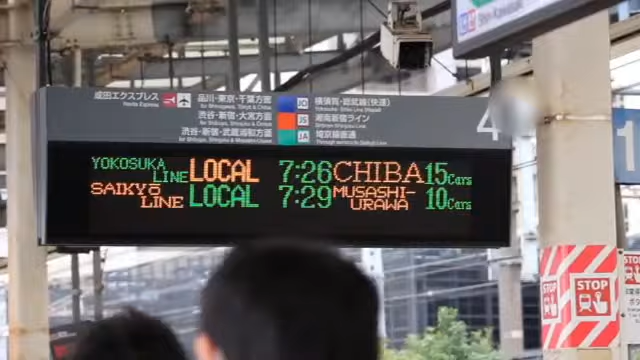 成田エクスプレス
Narita Express
品川・東京・千葉方面
for Shinagawa, Tokyo & Chiba
JO
横須賀・総武線(快速)
渋谷・新宿・大宮方面
for Shibuya, Shinjuku & Omiya
JS
湘南新宿ライン
Shonan-Shinjuku Line
渋谷・新宿・武蔵浦和方面
JA
埼京線直通
4
YOKOSUKA LINE LOCAL 7:26 CHIBA 15Cars
SAIKYŌ LINE LOCAL 7:29 MUSASHI-URAWA 10Cars
1
STOP
STOP
STOP